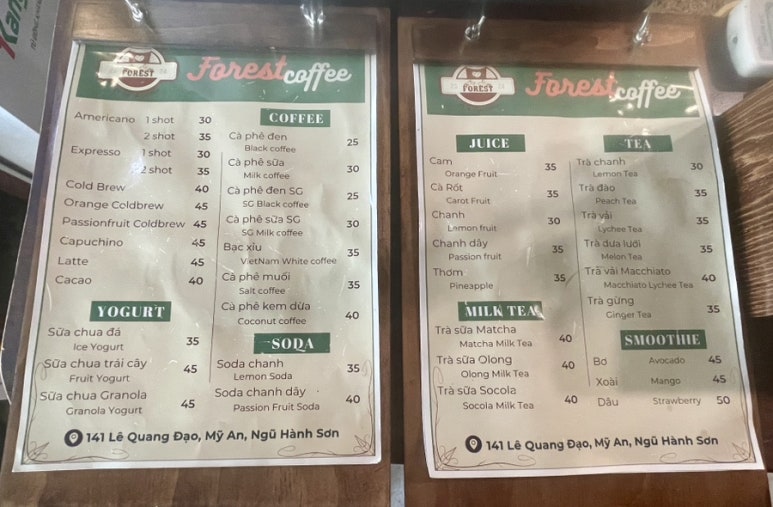 FOREST
Forest coffee
Americano 1 shot 30
2 shot 35
Expresso 1 shot 30
2 shot 35
Cold Brew 40
Orange Coldbrew 45
Passionfruit Coldbrew 45
Capuchino 45
Latte 45
Cacao 40
YOGURT
Sữa chua đá 35
Ice Yogurt
Sữa chua trái cây 45
Fruit Yogurt
Sữa chua Granola 45
Granola Yogurt
COFFEE
Cà phê đen 25
Black coffee
Cà phê sữa 30
Milk coffee
Cà phê đen SG 25
SG Black coffee
Cà phê sữa SG 30
SG Milk coffee
Bạc xỉu 35
VietNam White coffee
Cà phê muối 35
Salt coffee
Cà phê kem dừa 40
Coconut coffee
SODA
Soda chanh 35
Lemon Soda
Soda chanh dây 40
Passion Fruit Soda
141 Lê Quang Đạo, Mỹ An, Ngũ Hành Sơn
FOREST
Forest coffee
JUICE
Cam 35
Orange Fruit
Cà Rốt 35
Carot Fruit
Chanh 30
Lemon fruit
Chanh dây 35
Passion fruit
Thơm 35
Pineapple
MILK TEA
Trà sữa Matcha 40
Matcha Milk Tea
Trà sữa Olong 40
Olong Milk Tea
Trà sữa Socola 40
Socola Milk Tea
TEA
Trà chanh 30
Lemon Tea
Trà đào 35
Peach Tea
Trà vải 35
Lychee Tea
Trà dưa lưới 35
Melon Tea
Trà vải Macchiato 40
Macchiato Lychee Tea
Trà gừng 35
Ginger Tea
SMOOTHIE
Bơ Avocado 45
Xoài Mango 45
Dâu Strawberry 50
141 Lê Quang Đạo, Mỹ An, Ngũ Hành Sơn